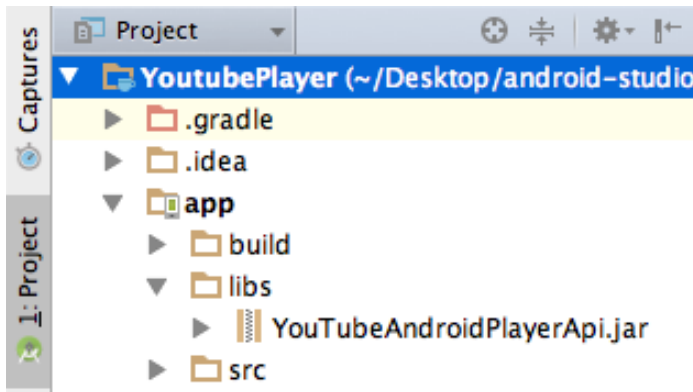 Project
YoutubePlayer (~/Desktop/android-studio
.gradle
.idea
app
build
libs
YouTubeAndroidPlayerApi.jar
src
Captures
1: Project